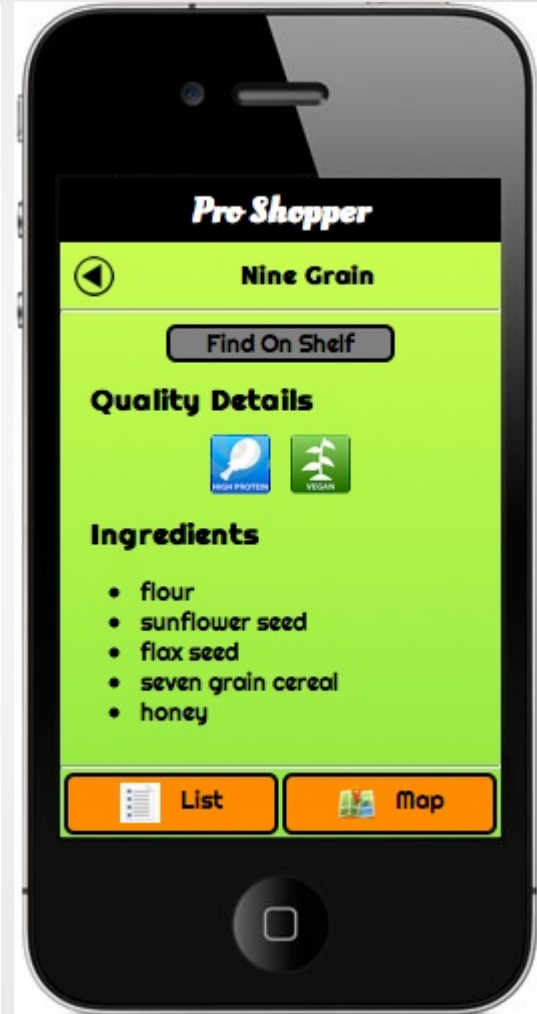 Pro Shopper
Nine Grain
Find On Shelf
Quality Details
HIGH PROTEIN VEGAN
Ingredients
flour
sunflower seed
flax seed
seven grain cereal
honey
List Map